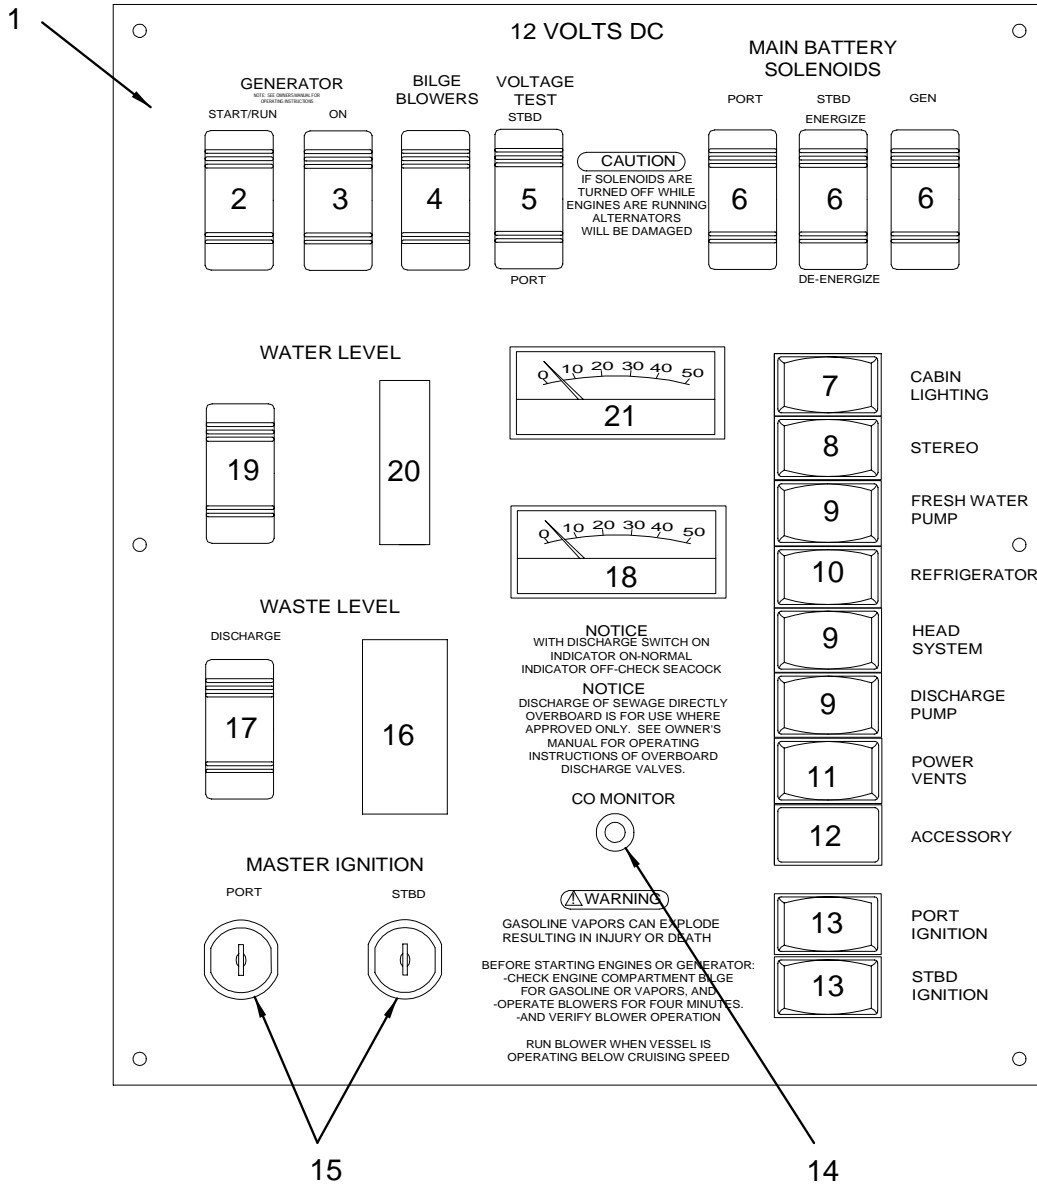 1
12 VOLTS DC
GENERATOR
NOTE: SEE OWNERS MANUAL FOR
OPERATING INSTRUCTIONS
START/RUN
ON
BILGE
BLOWERS
VOLTAGE
TEST
STBD
MAIN BATTERY
SOLENOIDS
PORT
STBD
ENERGIZE
GEN
2
3
4
5
CAUTION
IF SOLENOIDS ARE
TURNED OFF WHILE
ENGINES ARE RUNNING
ALTERNATORS
WILL BE DAMAGED
6
6
6
PORT
DE-ENERGIZE
WATER LEVEL
19
20
0 10 20 30 40 50
21
0 10 20 30 40 50
18
7
CABIN
LIGHTING
8
STEREO
9
FRESH WATER
PUMP
10
REFRIGERATOR
9
HEAD
SYSTEM
9
DISCHARGE
PUMP
11
POWER
VENTS
12
ACCESSORY
WASTE LEVEL
DISCHARGE
17
16
NOTICE
WITH DISCHARGE SWITCH ON
INDICATOR ON-NORMAL
INDICATOR OFF-CHECK SEACOCK
NOTICE
DISCHARGE OF SEWAGE DIRECTLY
OVERBOARD IS FOR USE WHERE
APPROVED ONLY. SEE OWNER'S
MANUAL FOR OPERATING
INSTRUCTIONS OF OVERBOARD
DISCHARGE VALVES.
CO MONITOR
MASTER IGNITION
PORT
STBD
WARNING
GASOLINE VAPORS CAN EXPLODE
RESULTING IN INJURY OR DEATH
BEFORE STARTING ENGINES OR GENERATOR:
-CHECK ENGINE COMPARTMENT BILGE
FOR GASOLINE OR VAPORS, AND
-OPERATE BLOWERS FOR FOUR MINUTES.
-AND VERIFY BLOWER OPERATION
RUN BLOWER WHEN VESSEL IS
OPERATING BELOW CRUISING SPEED
13
PORT
IGNITION
13
STBD
IGNITION
15
14